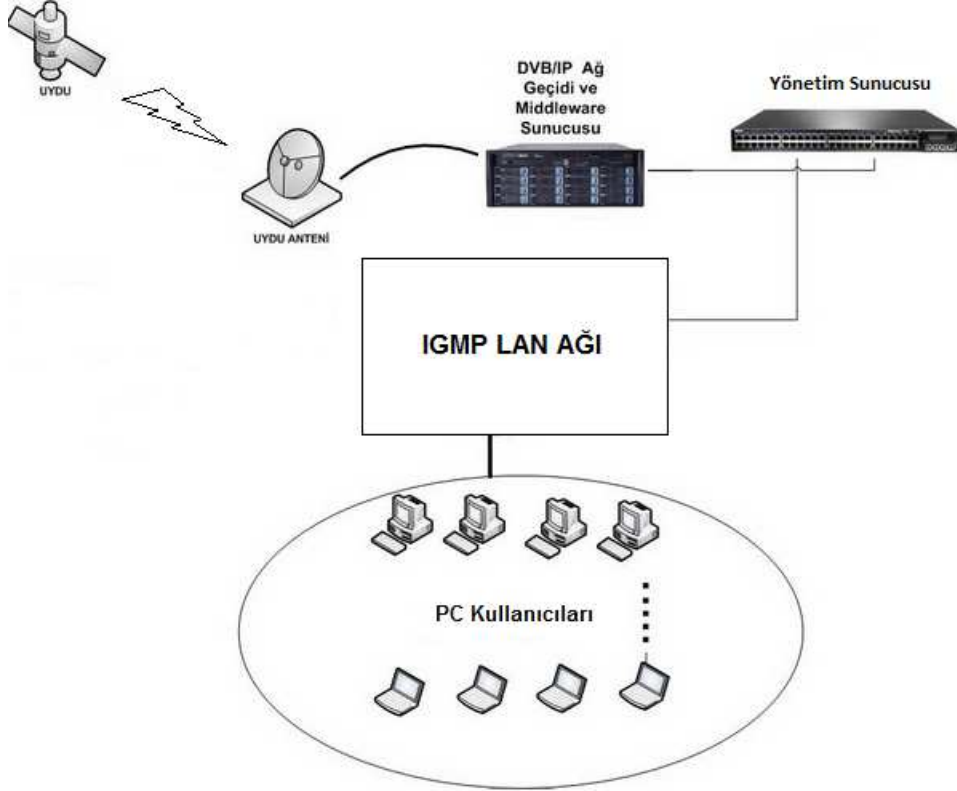 UYDU
DVB/IP Ağ
Geçidi ve
Middleware
Sunucusu
Yönetim Sunucusu
UYDU ANTENİ
IGMP LAN AĞI
PC Kullanıcıları